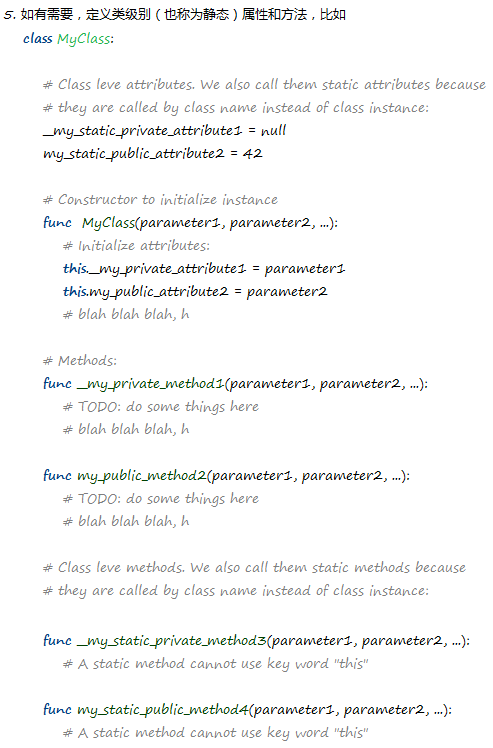 5. 如有需要，定义类级别（也称为静态）属性和方法，比如
class MyClass:
# Class leve attributes. We also call them static attributes because
# they are called by class name instead of class instance:
__my_static_private_attribute1 = null
my_static_public_attribute2 = 42
# Constructor to initialize instance
func MyClass(parameter1, parameter2, ...):
# Initialize attributes:
this.__my_private_attribute1 = parameter1
this.my_public_attribute2 = parameter2
# blah blah blah, h
# Methods:
func __my_private_method1(parameter1, parameter2, ...):
# TODO: do some things here
# blah blah blah, h
func my_public_method2(parameter1, parameter2, ...):
# TODO: do some things here
# blah blah blah, h
# Class leve methods. We also call them static methods because
# they are called by class name instead of class instance:
func __my_static_private_method3(parameter1, parameter2, ...):
# A static method cannot use key word "this"
func my_static_public_method4(parameter1, parameter2, ...):
# A static method cannot use key word "this"